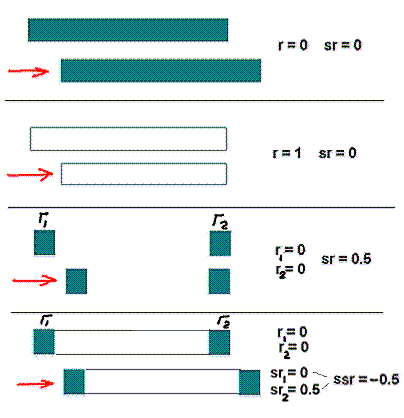 r = 0 sr = 0
r = 1 sr = 0
r₁ r₂
r₁ = 0
r₂ = 0
sr = 0.5
r₁ r₂
r₁ = 0
r₂ = 0
sr₁ = 0
sr₂ = 0.5
ssr = -0.5